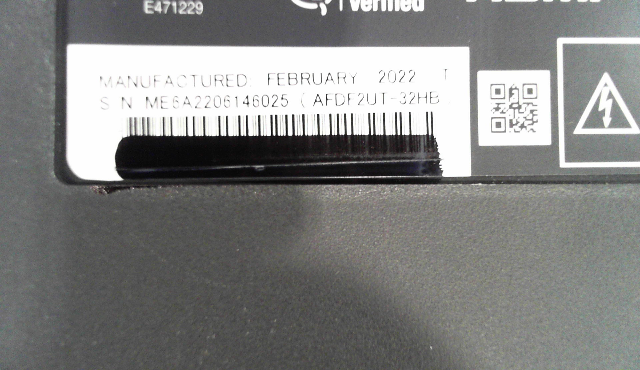 E471229
Verified
MANUFACTURED: FEBRUARY 2022 T
S N ME6A2206146025 ( AFDF2UT-32HB